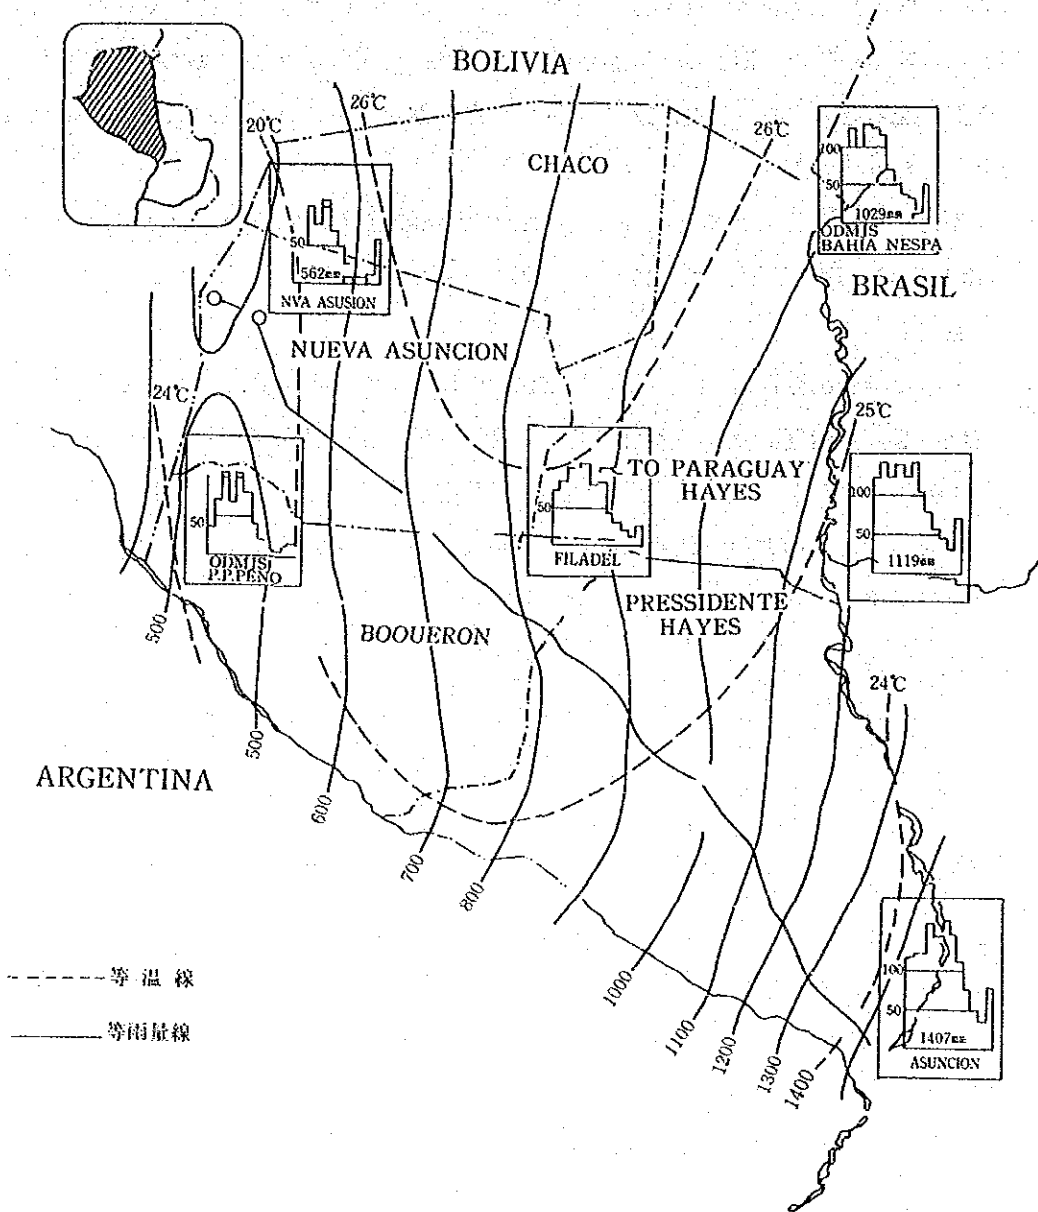 BOLIVIA
26℃
20℃
26℃
CHACO
100
50
1029㎜
ODMJS
BAHIA NESPA
50
562㎜
NVA ASUSION
BRASIL
NUEVA ASUNCION
24℃
25℃
TO PARAGUAY
HAYES
50
ODMJSJ
P.P.PENO
50
FILADEL
100
50
1119㎜
PRESSIDENTE
HAYES
BOQUERON
500
24℃
500
ARGENTINA
600
700
800
1000
1100
1200
1300
1400
100
50
1407㎜
ASUNCION
等温線
等雨量線